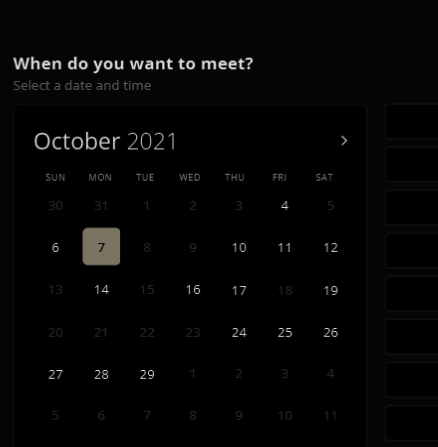 When do you want to meet?
Select a date and time
October 2021 >
SUN MON TUE WED THU FRI SAT
30 31 1 2 3 4 5
6 7 8 9 10 11 12
13 14 15 16 17 18 19
20 21 22 23 24 25 26
27 28 29 1 2 3 4
5 6 7 8 9 10 11